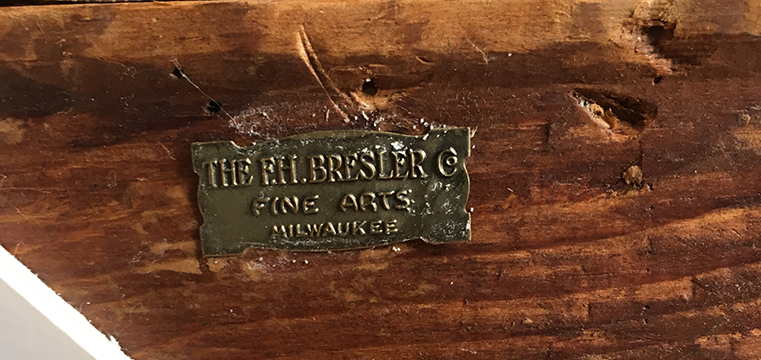 THE F.H. BRESLER Co
FINE ARTS
MILWAUKEE